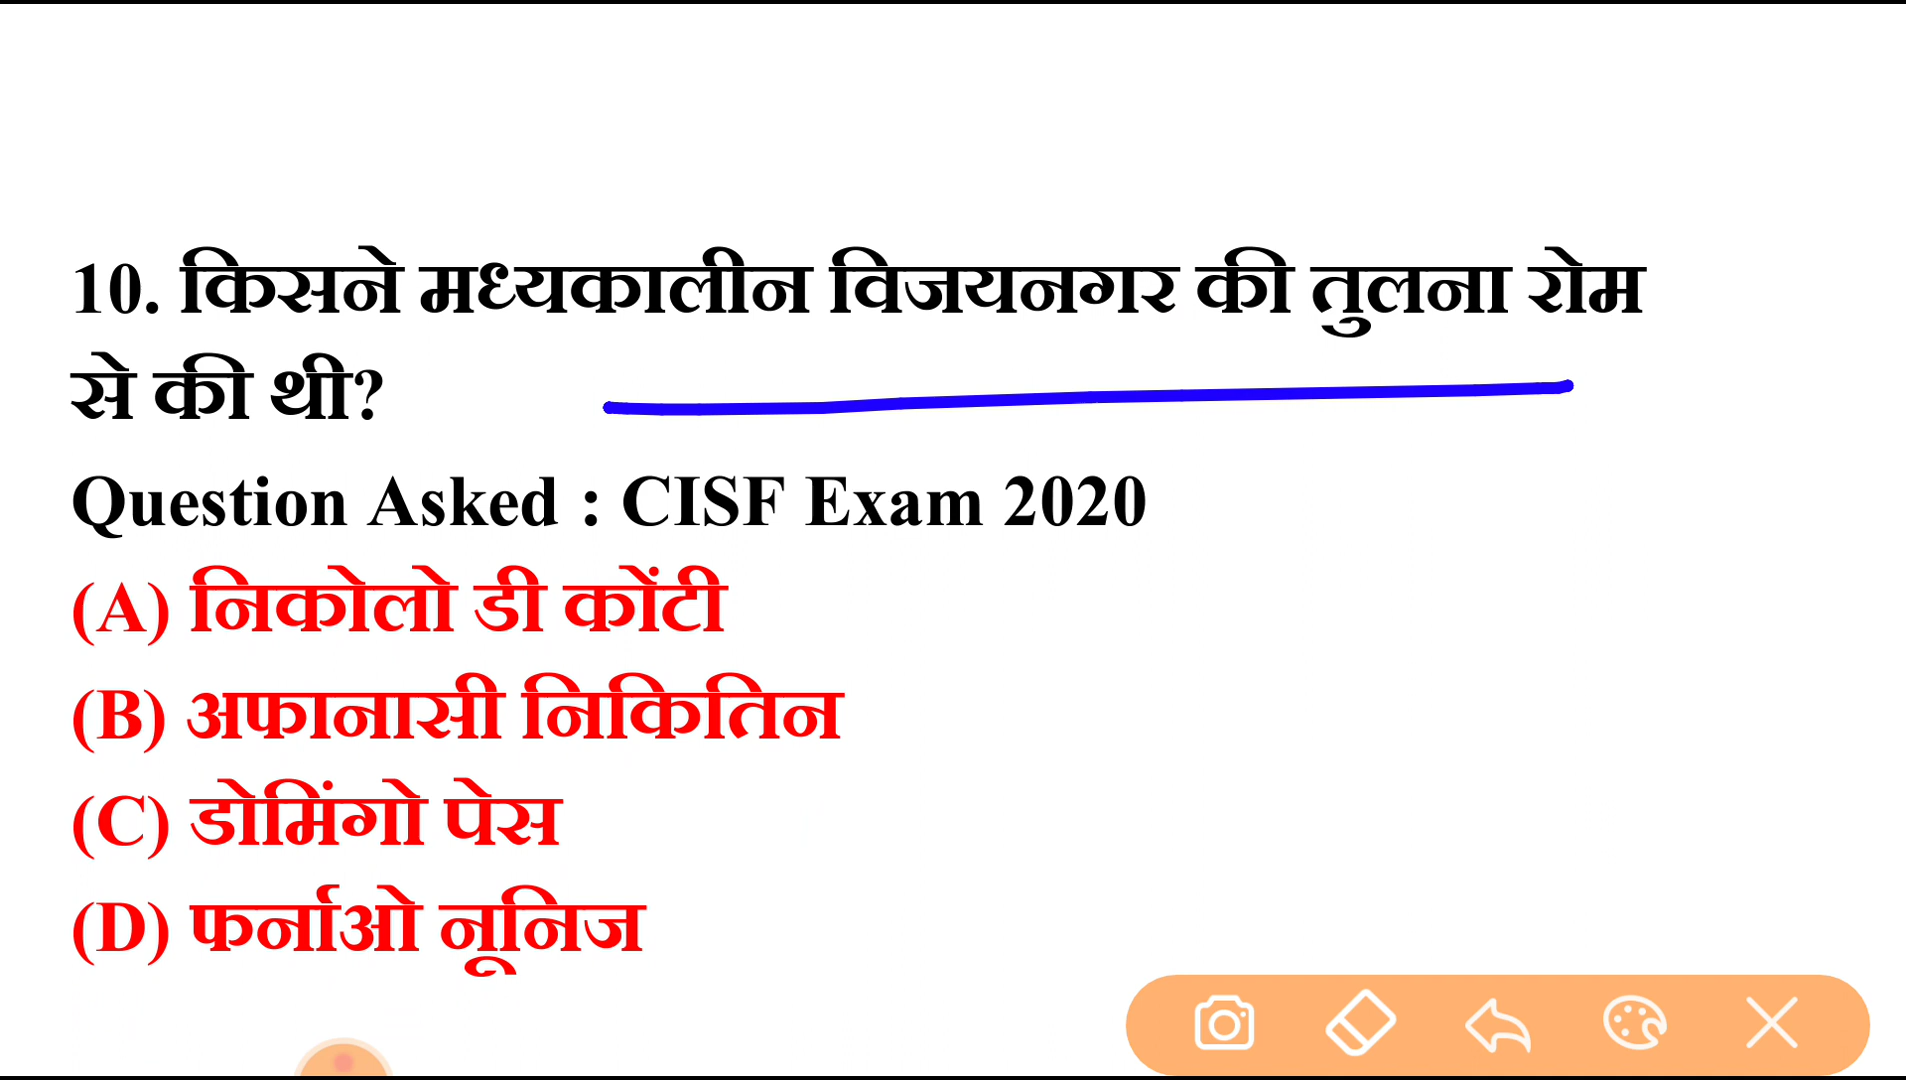 10. किसने मध्यकालीन विजयनगर की तुलना रोम
से की थी?
Question Asked : CISF Exam 2020
(A) निकोलो डी कोंटी
(B) अफानासी निकितिन
(C) डोमिंगो पेस
(D) फर्नाओ नूनिज